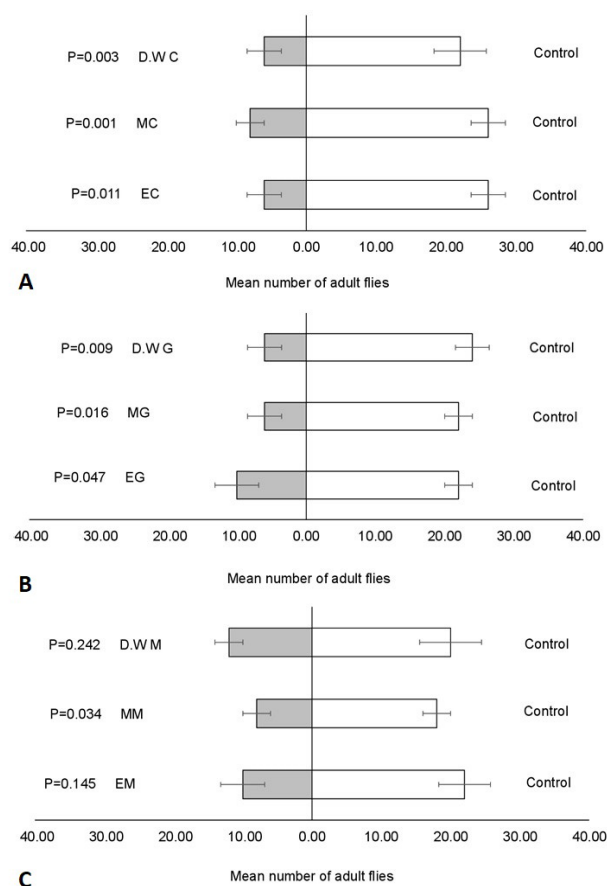 P=0.003 D.W C Control
P=0.001 MC Control
P=0.011 EC Control
40.00 30.00 20.00 10.00 0.00 10.00 20.00 30.00 40.00
A Mean number of adult flies
P=0.009 D.W G Control
P=0.016 MG Control
P=0.047 EG Control
40.00 30.00 20.00 10.00 0.00 10.00 20.00 30.00 40.00
B Mean number of adult flies
P=0.242 D.W M Control
P=0.034 MM Control
P=0.145 EM Control
40.00 30.00 20.00 10.00 0.00 10.00 20.00 30.00 40.00
C Mean number of adult flies